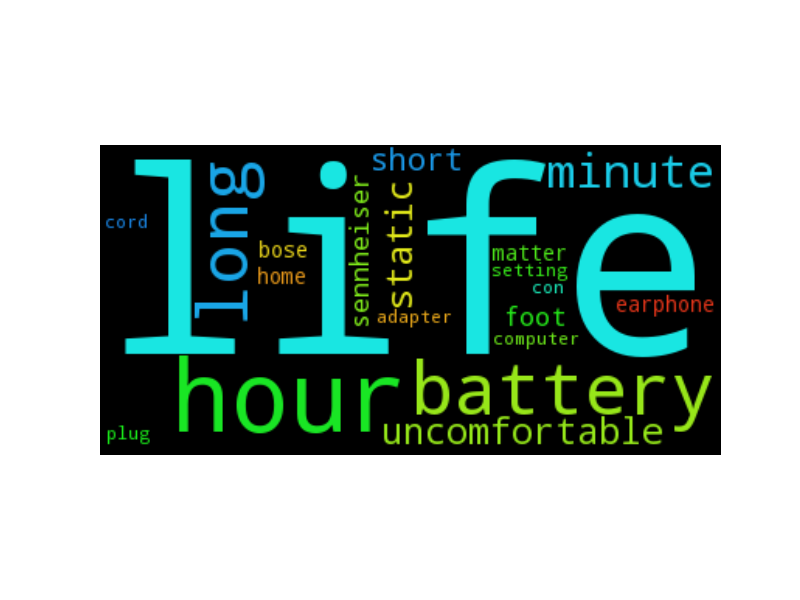 short
minute
long
life
sennheiser
static
cord
bose
home
matter
setting
con
earphone
adapter
foot
computer
hour
battery
uncomfortable
plug